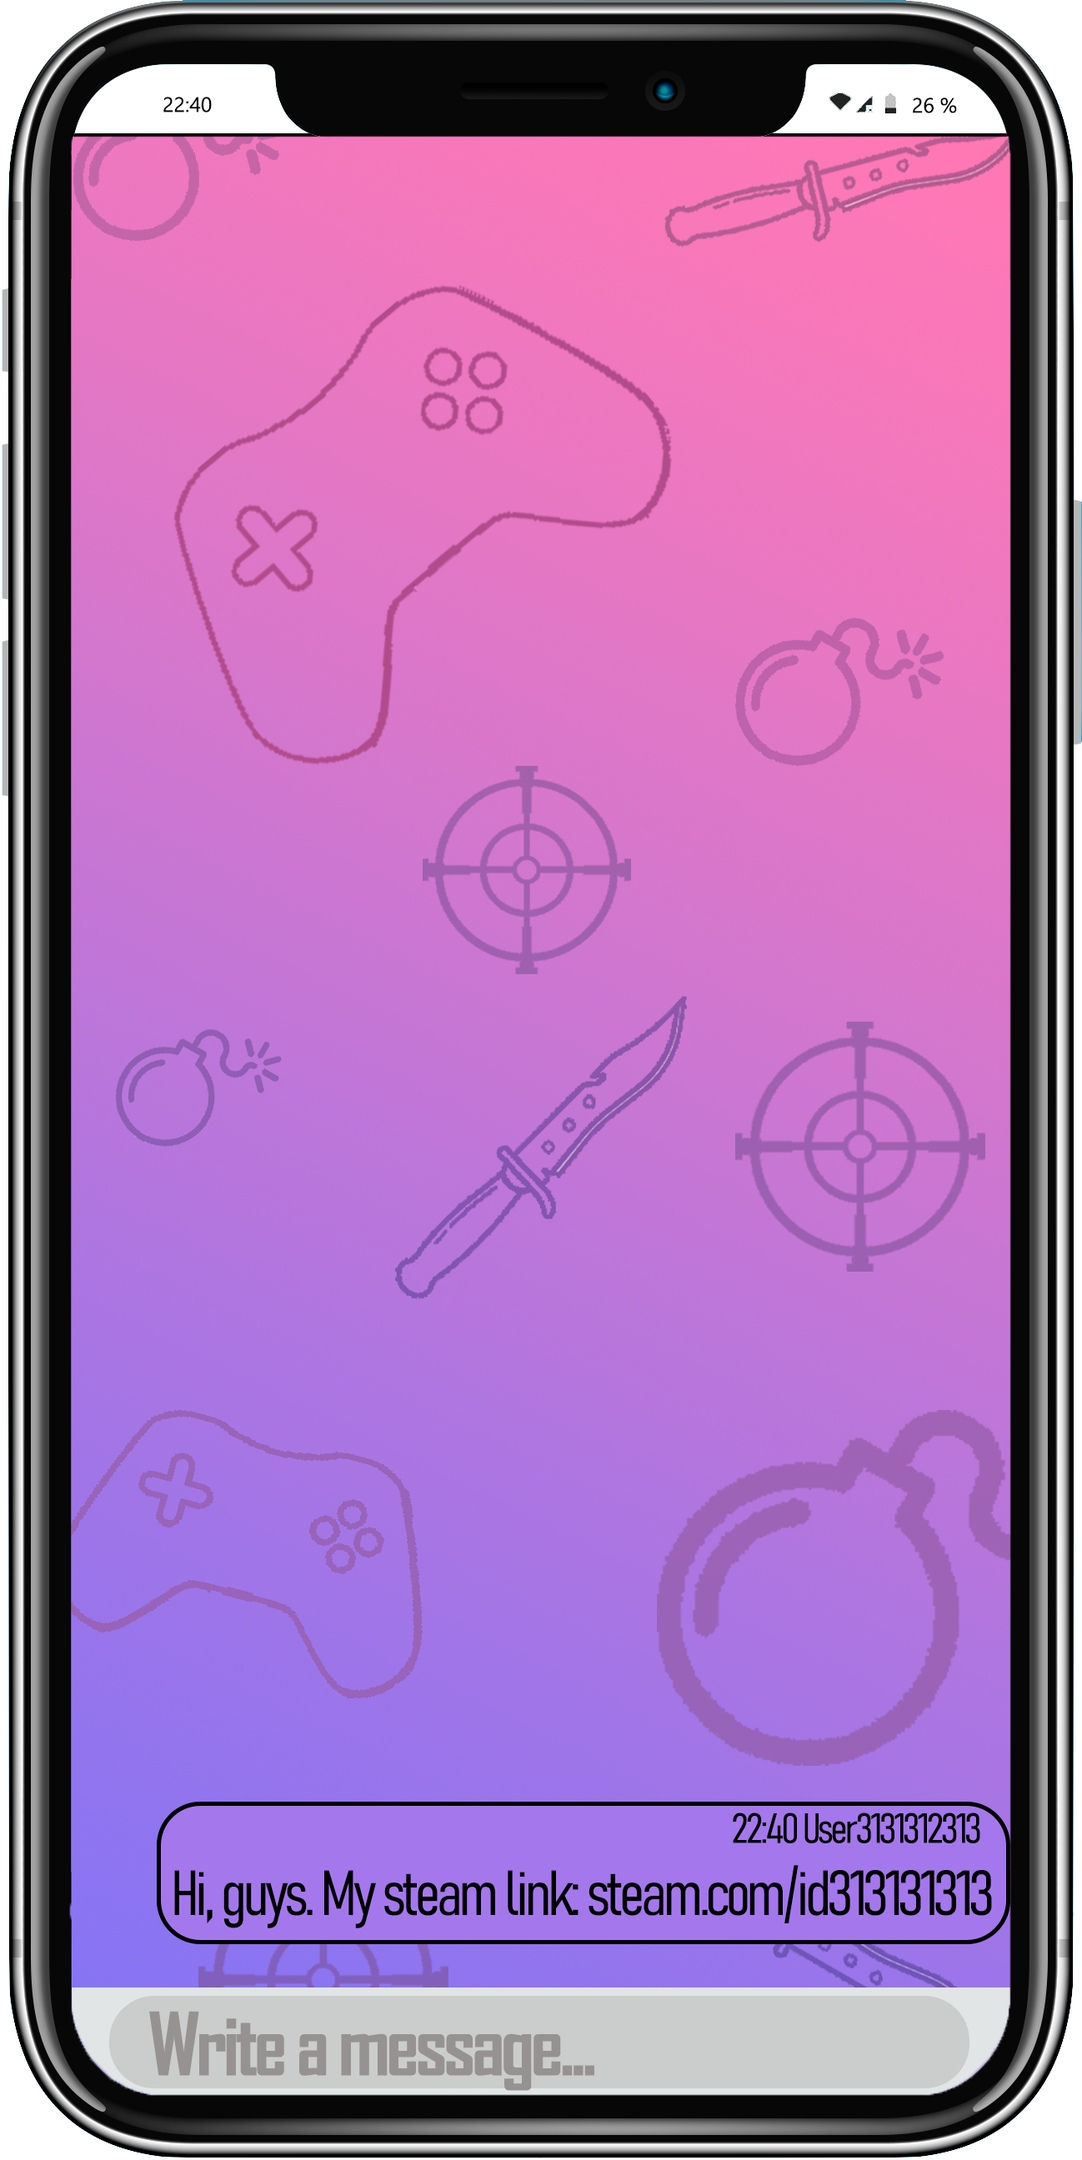 22:40
26 %
22:40 User3131312313
Hi, guys. My steam link: steam.com/id313131313
Write a message...